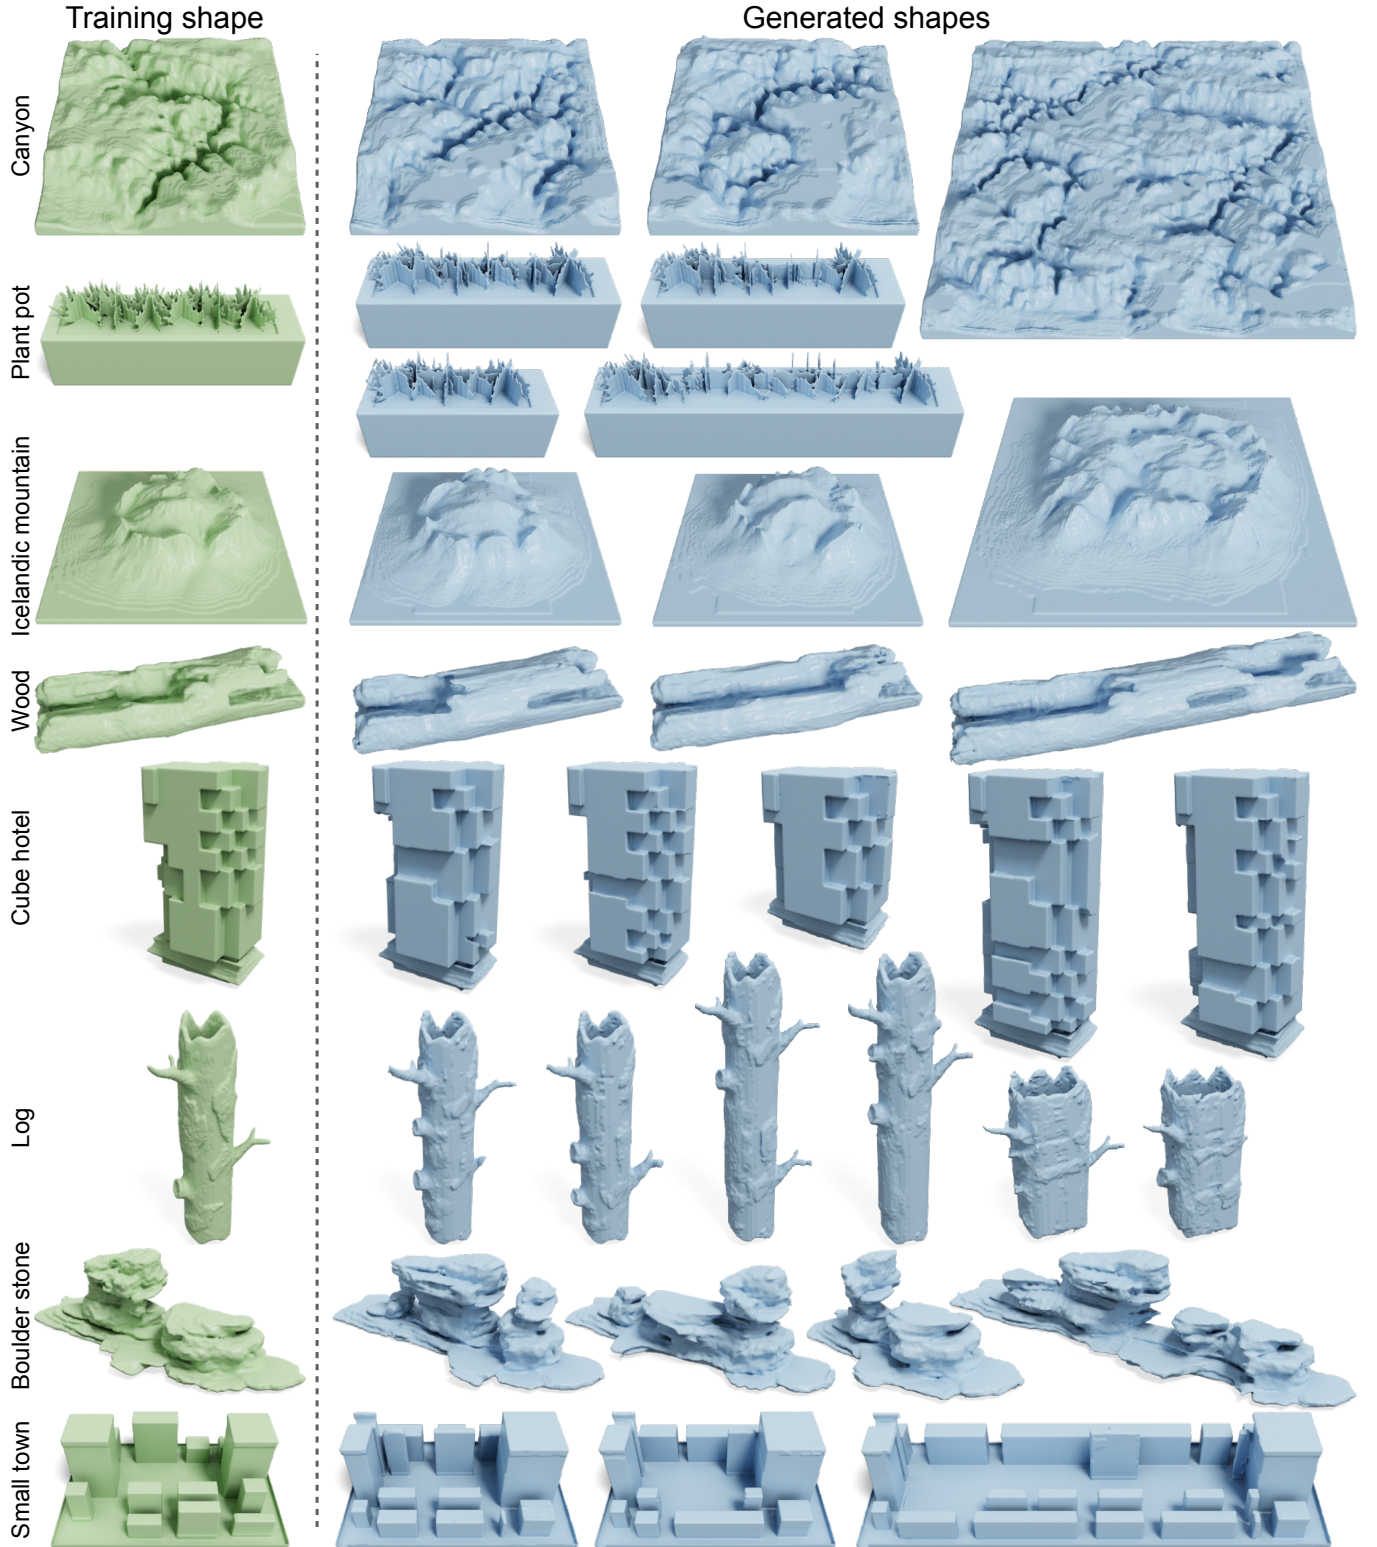 Training shape
Generated shapes
Canyon
Plant pot
Icelandic mountain
Wood
Cube hotel
Log
Boulder stone
Small town